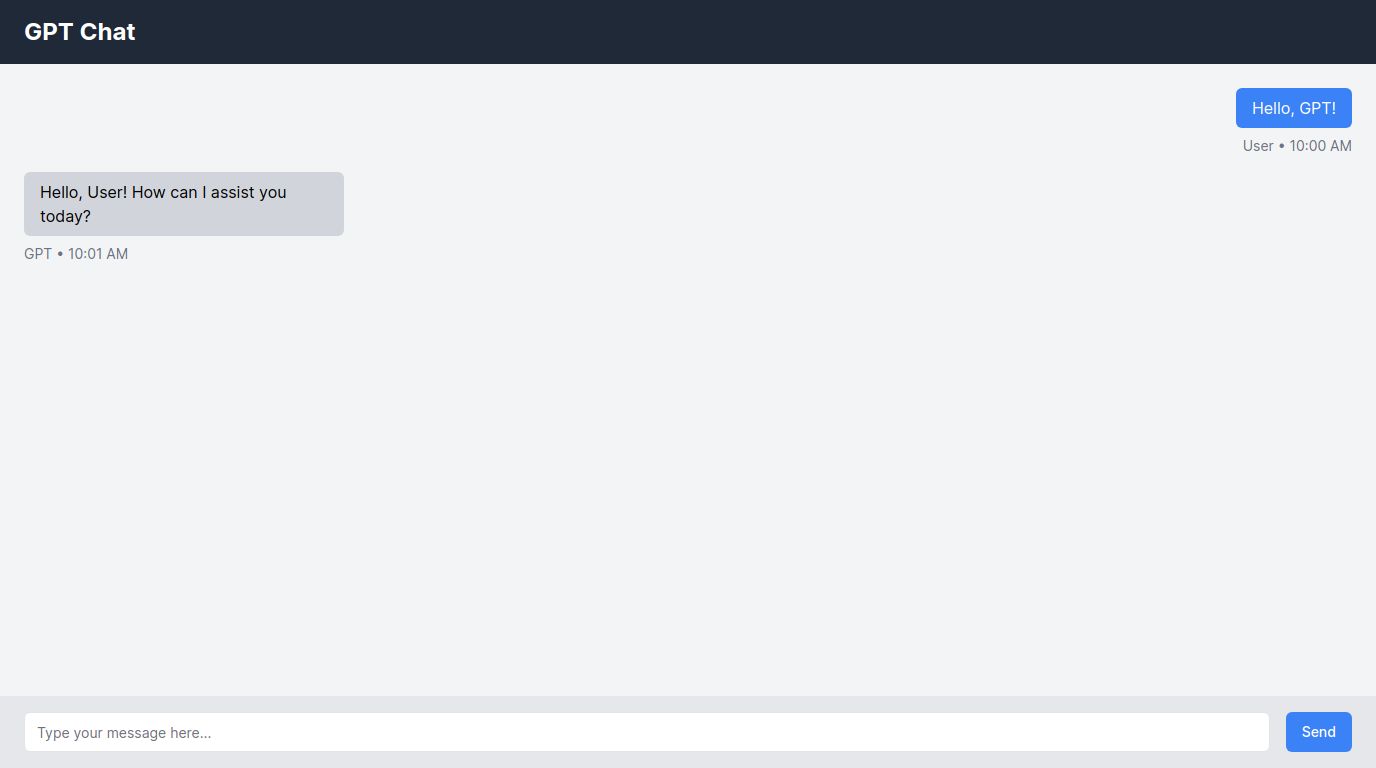 GPT Chat
Hello, GPT!
User • 10:00 AM
Hello, User! How can I assist you
today?
GPT • 10:01 AM
Type your message here...
Send